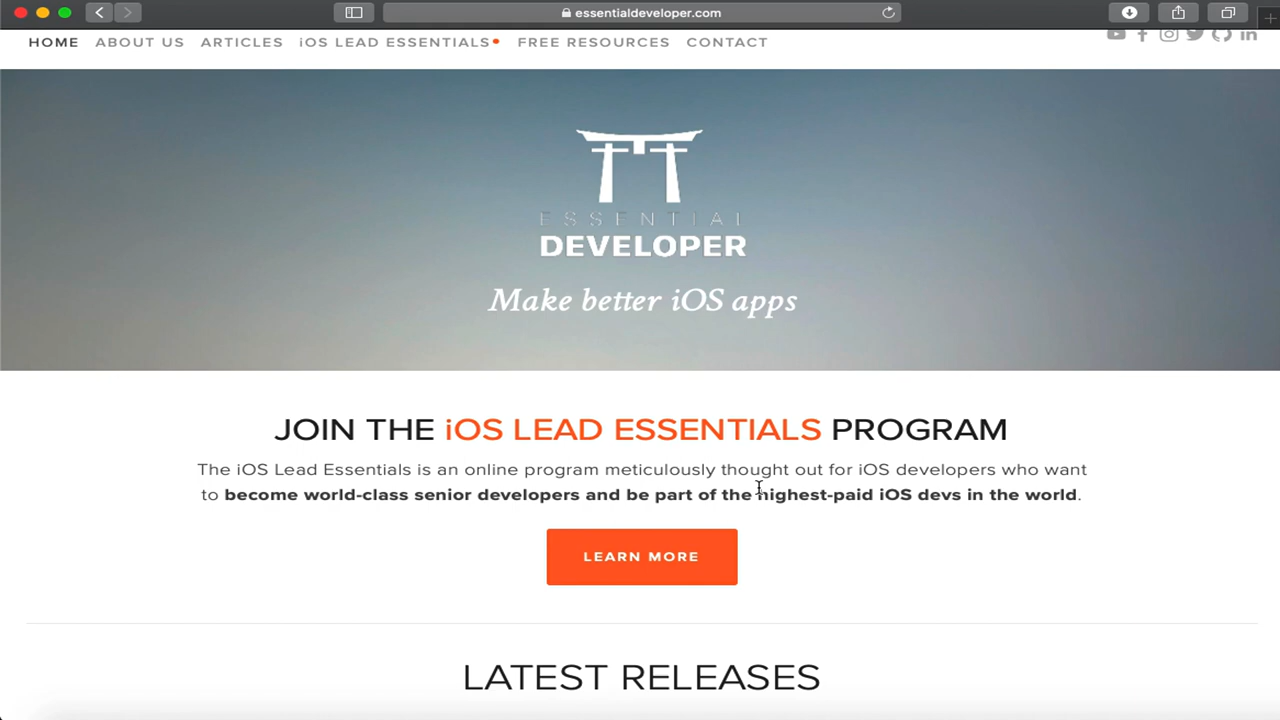 essentialdeveloper.com
HOME ABOUT US ARTICLES iOS LEAD ESSENTIALS FREE RESOURCES CONTACT
ESSENTIAL
DEVELOPER
Make better iOS apps
JOIN THE iOS LEAD ESSENTIALS PROGRAM
The iOS Lead Essentials is an online program meticulously thought out for iOS developers who want
to become world-class senior developers and be part of the highest-paid iOS devs in the world.
LEARN MORE
LATEST RELEASES